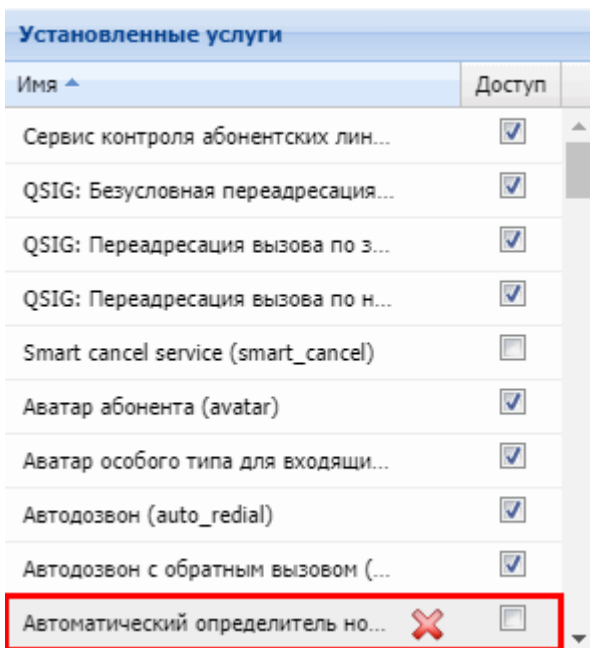 Установленные услуги
Имя Доступ
Сервис контроля абонентских лин...
QSIG: Безусловная переадресация...
QSIG: Переадресация вызова по з...
QSIG: Переадресация вызова по н...
Smart cancel service (smart_cancel)
Аватар абонента (avatar)
Аватар особого типа для входящи...
Автодозвон (auto_redial)
Автодозвон с обратным вызовом (...
Автоматический определитель но...